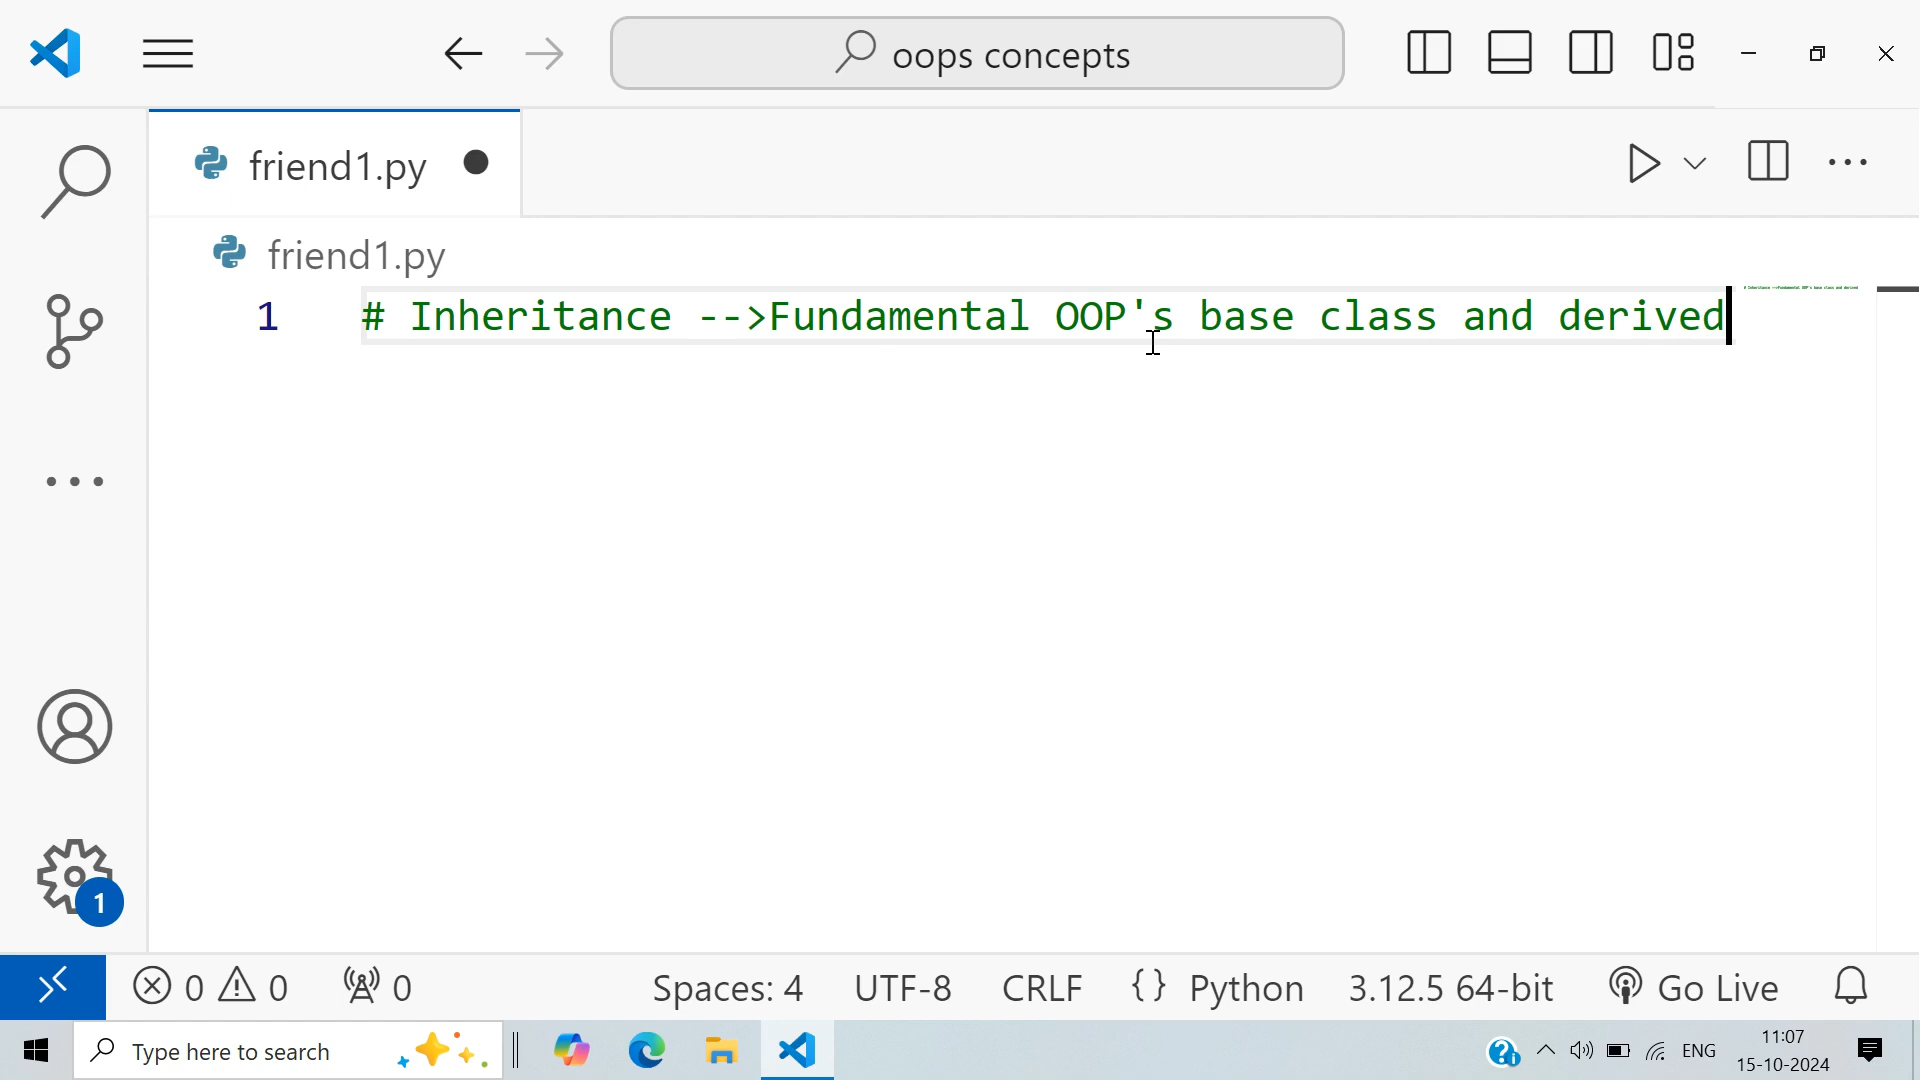 oops concepts
friend1.py
friend1.py
1 # Inheritance -->Fundamental OOP's base class and derived
1
0 0 0 Spaces: 4 UTF-8 CRLF {} Python 3.12.5 64-bit Go Live
Type here to search
ENG
11:07
15-10-2024